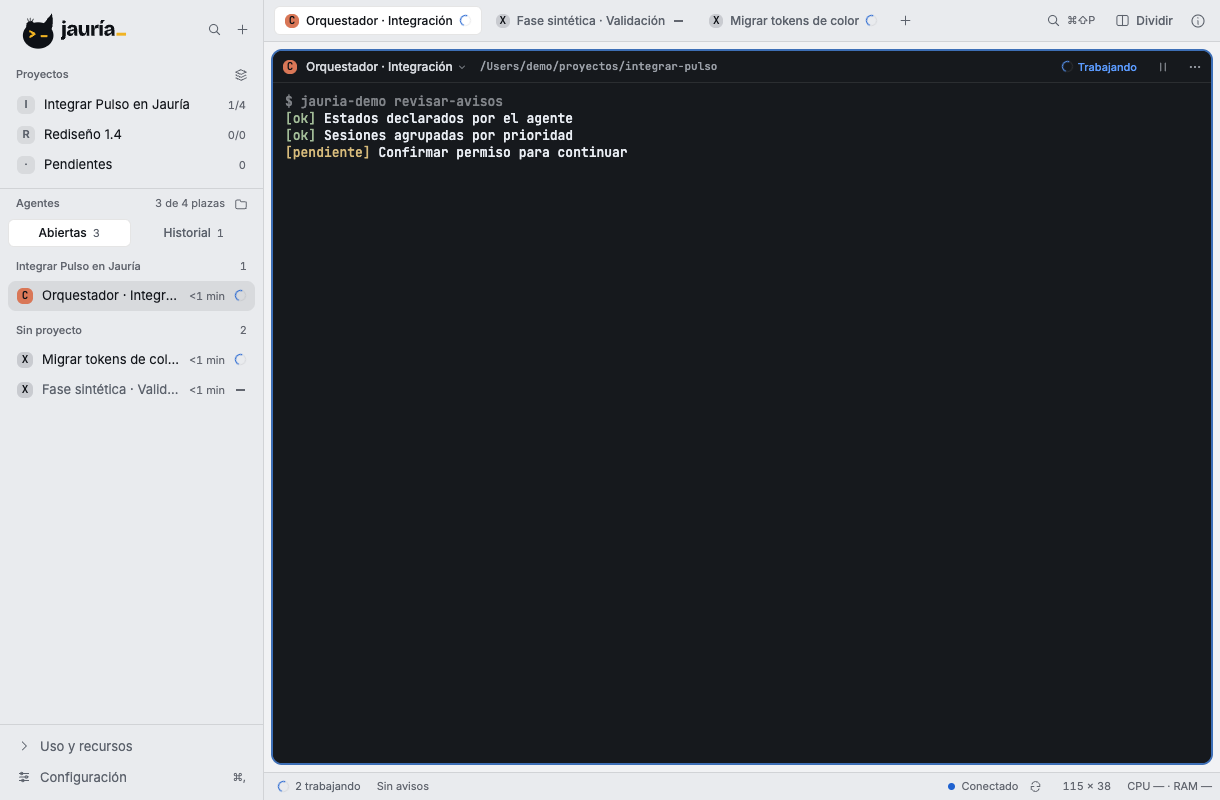 jauría_
Proyectos
I Integrar Pulso en Jauría 1/4
R Rediseño 1.4 0/0
· Pendientes 0
Agentes 3 de 4 plazas
Abiertas 3 Historial 1
Integrar Pulso en Jauría 1
C Orquestador · Integr... <1 min
Sin proyecto 2
X Migrar tokens de col... <1 min
X Fase sintética · Valid... <1 min
Uso y recursos
Configuración ⌘,
C Orquestador · Integración X Fase sintética · Validación X Migrar tokens de color ⌘⇧P Dividir
C Orquestador · Integración /Users/demo/proyectos/integrar-pulso Trabajando
$ jauria-demo revisar-avisos
[ok] Estados declarados por el agente
[ok] Sesiones agrupadas por prioridad
[pendiente] Confirmar permiso para continuar
2 trabajando Sin avisos Conectado 115 × 38 CPU — · RAM —